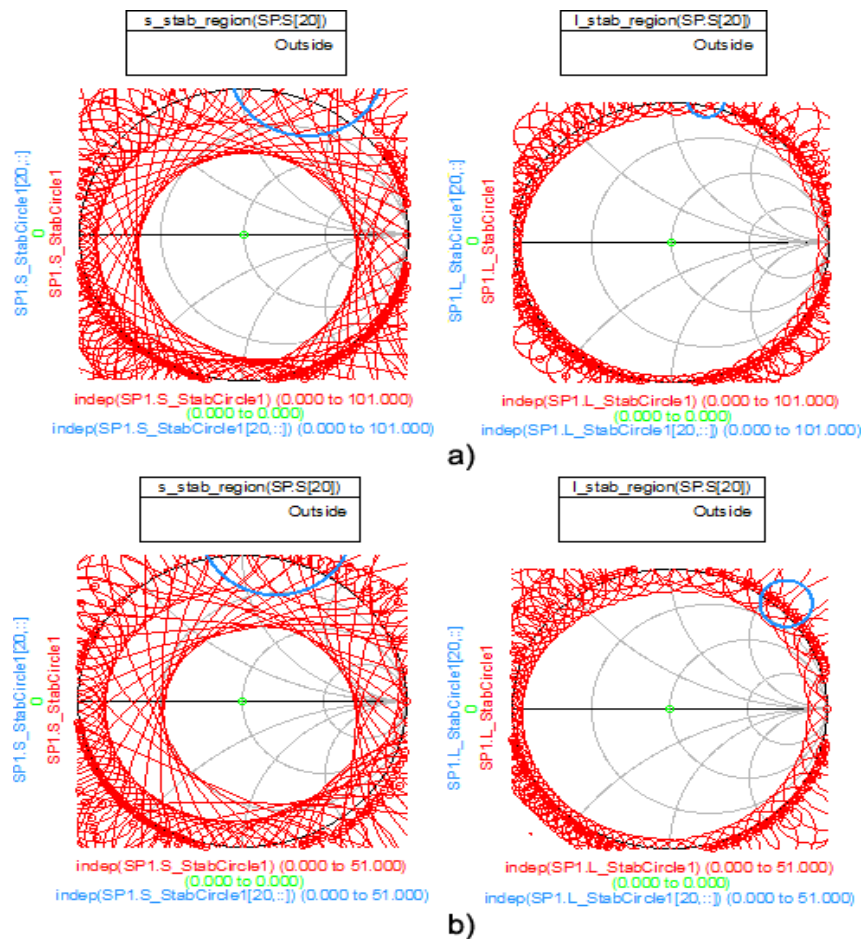 s_stab_region(SP.S[20])
Outside
l_stab_region(SP.S[20])
Outside
SP1.S_StabCircle1[20,::]
0
SP1.S_StabCircle1
SP1.L_StabCircle1[20,::]
0
SP1.L_StabCircle1
indep(SP1.S_StabCircle1) (0.000 to 101.000)
(0.000 to 0.000)
indep(SP1.S_StabCircle1[20,::]) (0.000 to 101.000)
indep(SP1.L_StabCircle1) (0.000 to 101.000)
(0.000 to 0.000)
indep(SP1.L_StabCircle1[20,::]) (0.000 to 101.000)
a)
s_stab_region(SP.S[20])
Outside
l_stab_region(SP.S[20])
Outside
SP1.S_StabCircle1[20,::]
0
SP1.S_StabCircle1
SP1.L_StabCircle1[20,::]
0
SP1.L_StabCircle1
indep(SP1.S_StabCircle1) (0.000 to 51.000)
(0.000 to 0.000)
indep(SP1.S_StabCircle1[20,::]) (0.000 to 51.000)
indep(SP1.L_StabCircle1) (0.000 to 51.000)
(0.000 to 0.000)
indep(SP1.L_StabCircle1[20,::]) (0.000 to 51.000)
b)